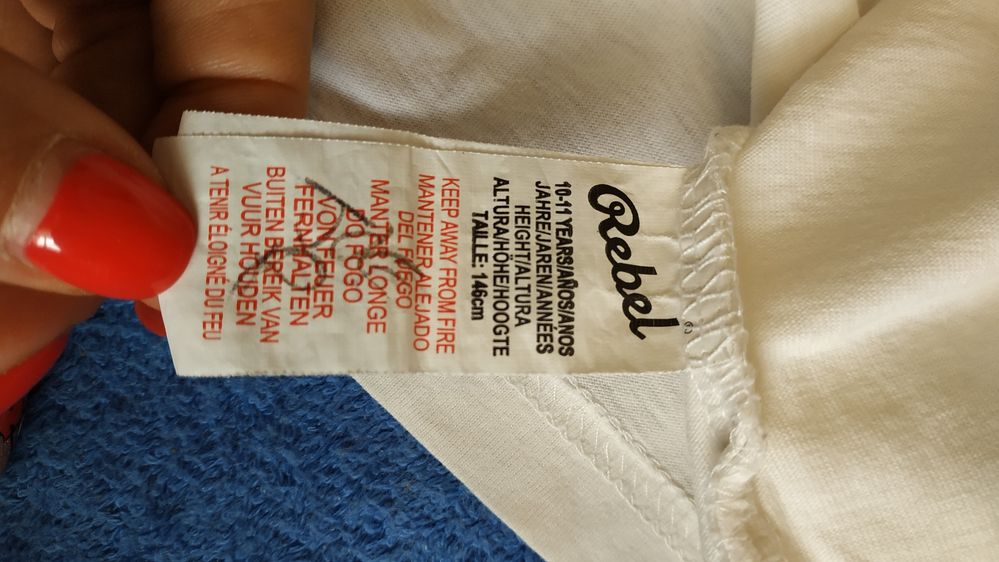 Rebel
10-11 YEARS/AÑOS/ANOS
JAHRE/JAREN/ANNÉES
HEIGHT/ALTURA
ALTURA/HÖHE/HOOGTE
TAILLE: 146cm
KEEP AWAY FROM FIRE
MANTENER ALEJADO
DEL FUEGO
MANTER LONGE
DO FOGO
VON FEUER
FERNHALTEN
BUITEN BEREIK VAN
VUUR HOUDEN
A TENIR ÉLOIGNÉ DU FEU